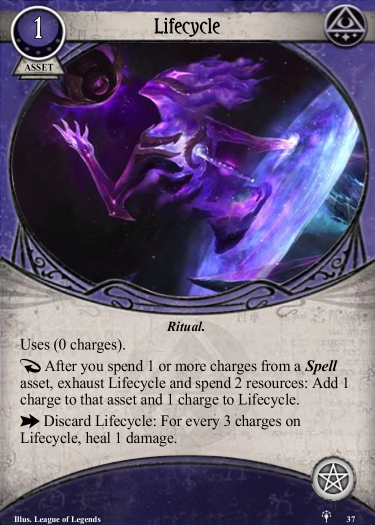 Lifecycle
1
ASSET
Ritual.
Uses (0 charges).
After you spend 1 or more charges from a Spell
asset, exhaust Lifecycle and spend 2 resources: Add 1
charge to that asset and 1 charge to Lifecycle.
Discard Lifecycle: For every 3 charges on
Lifecycle, heal 1 damage.
Illus. League of Legends
37